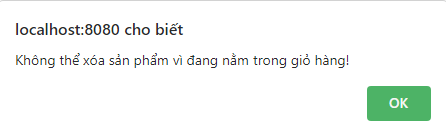 localhost:8080 cho biết
Không thể xóa sản phẩm vì đang nằm trong giỏ hàng!
OK